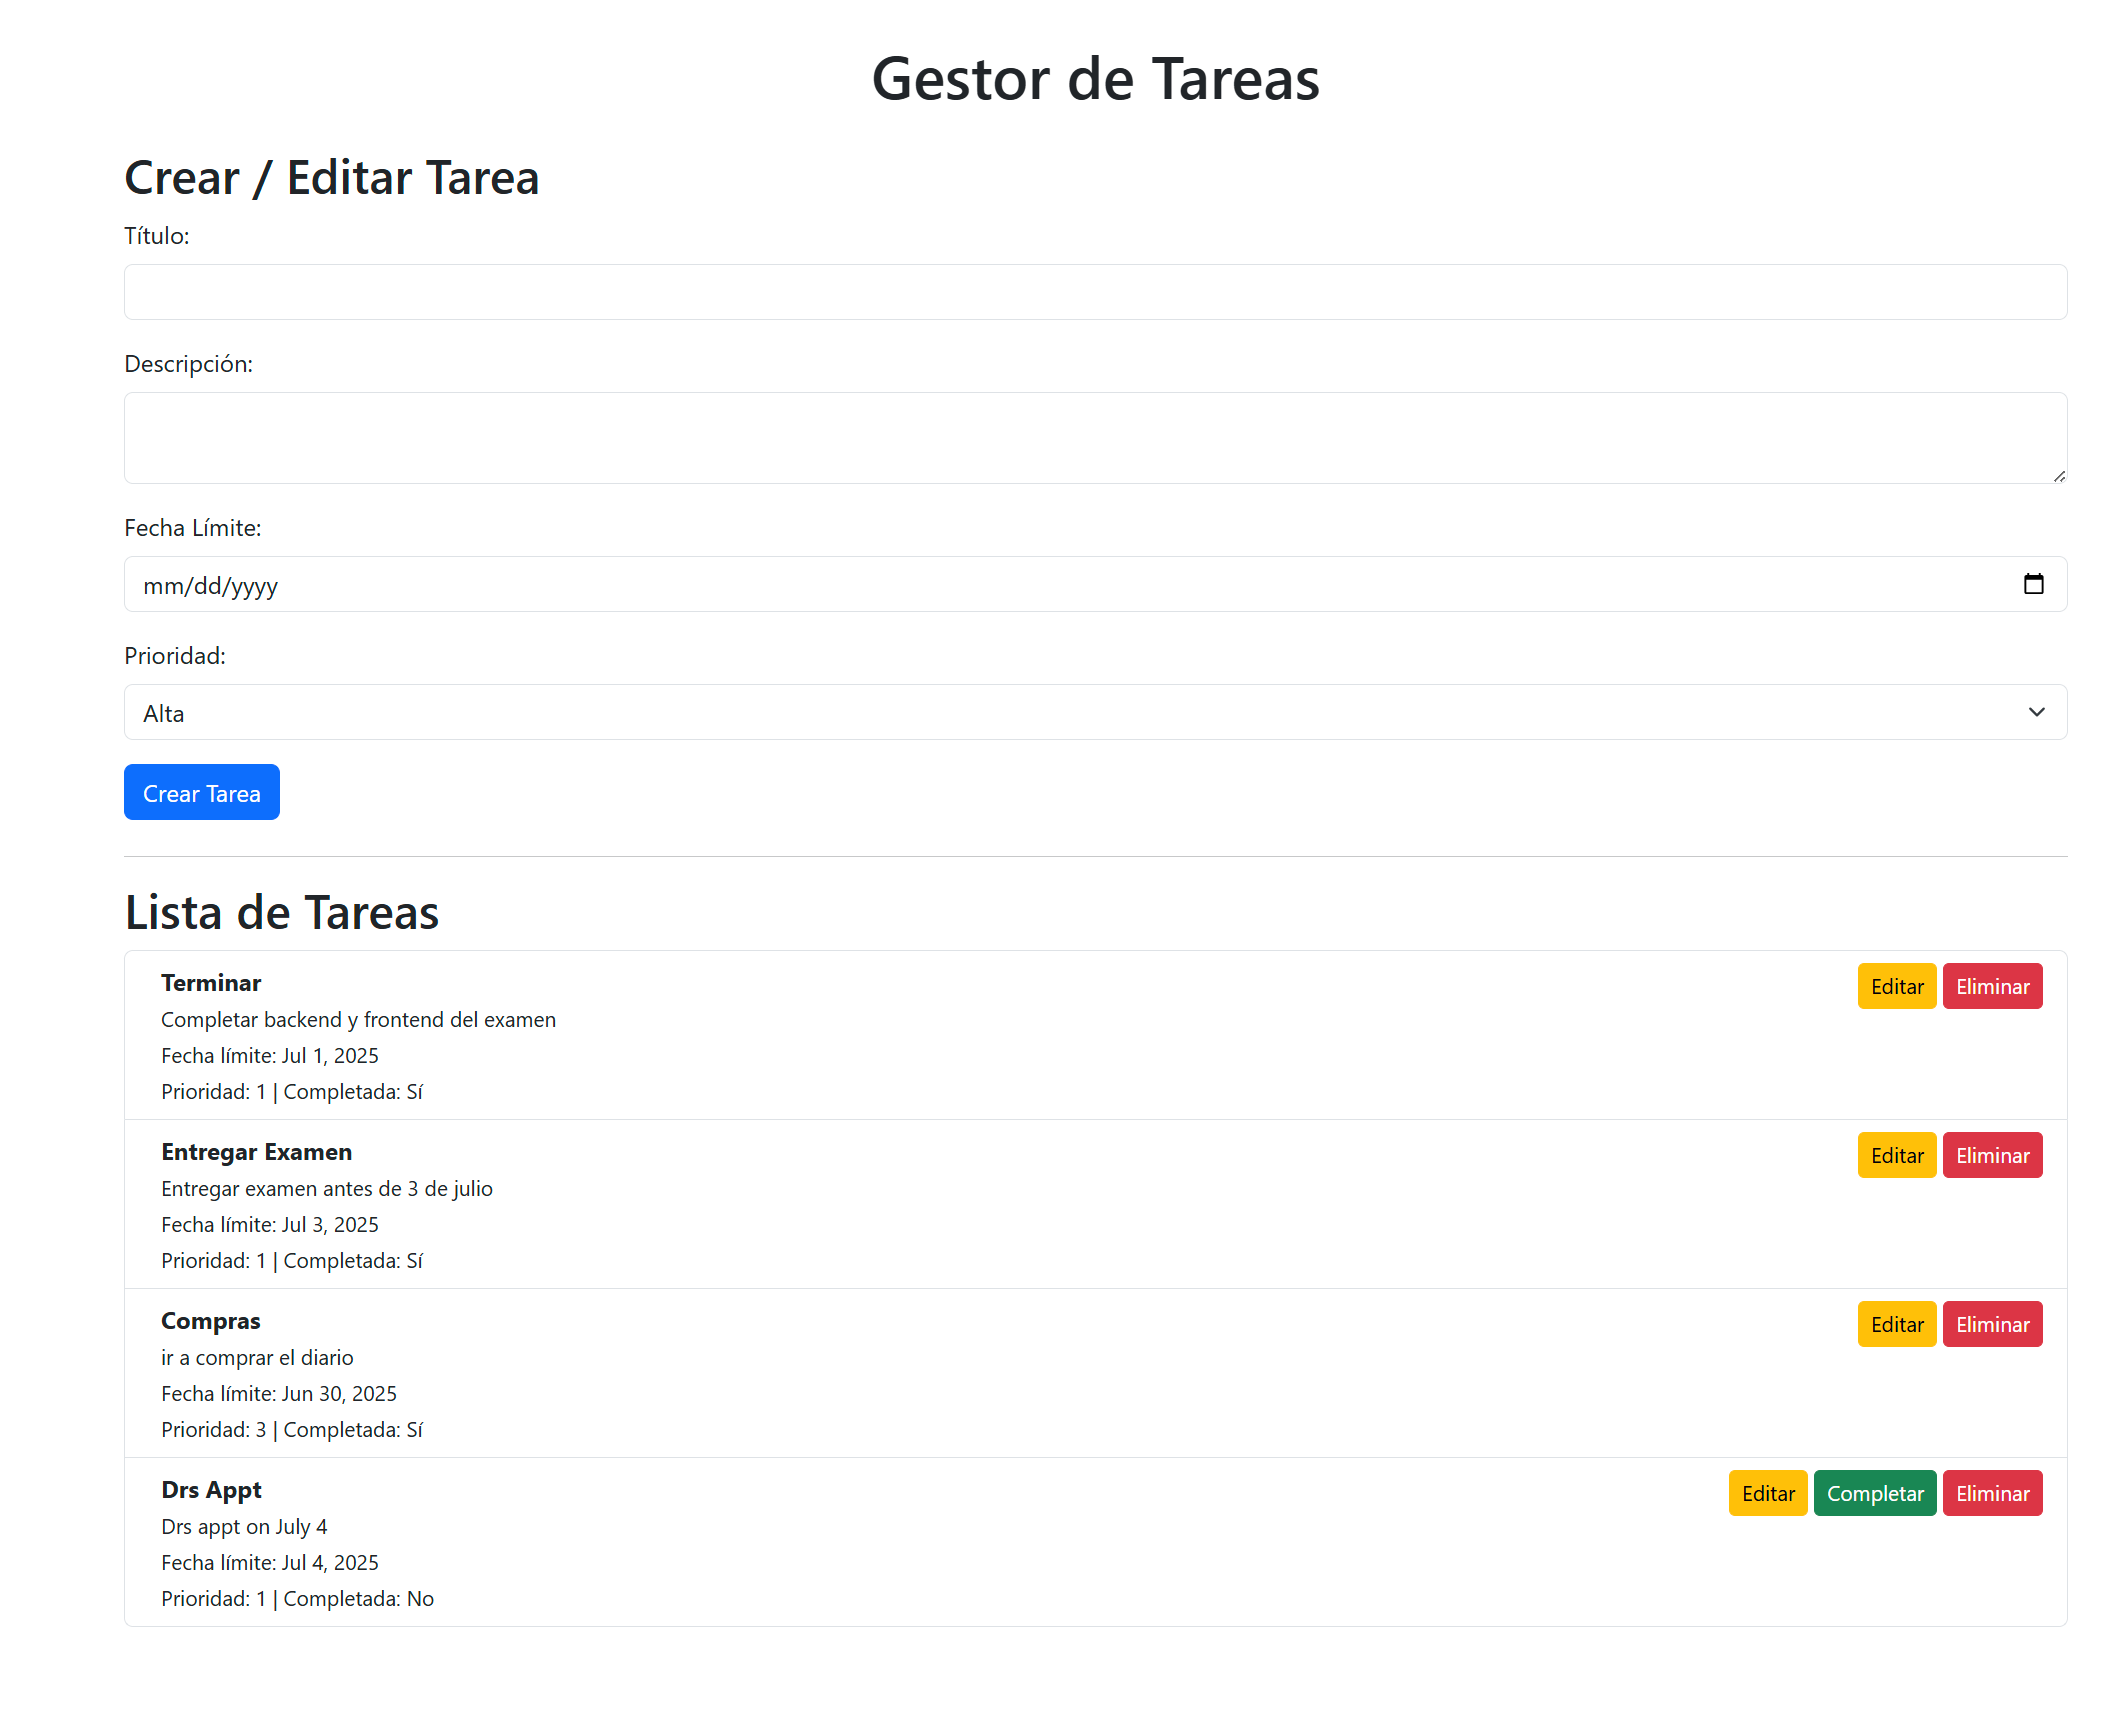 Gestor de Tareas
Crear / Editar Tarea
Título:
Descripción:
Fecha Límite:
mm/dd/yyyy
Prioridad:
Alta
Crear Tarea
Lista de Tareas
Terminar
Editar Eliminar
Completar backend y frontend del examen
Fecha límite: Jul 1, 2025
Prioridad: 1 | Completada: Sí
Entregar Examen
Editar Eliminar
Entregar examen antes de 3 de julio
Fecha límite: Jul 3, 2025
Prioridad: 1 | Completada: Sí
Compras
Editar Eliminar
ir a comprar el diario
Fecha límite: Jun 30, 2025
Prioridad: 3 | Completada: Sí
Drs Appt
Editar Completar Eliminar
Drs appt on July 4
Fecha límite: Jul 4, 2025
Prioridad: 1 | Completada: No